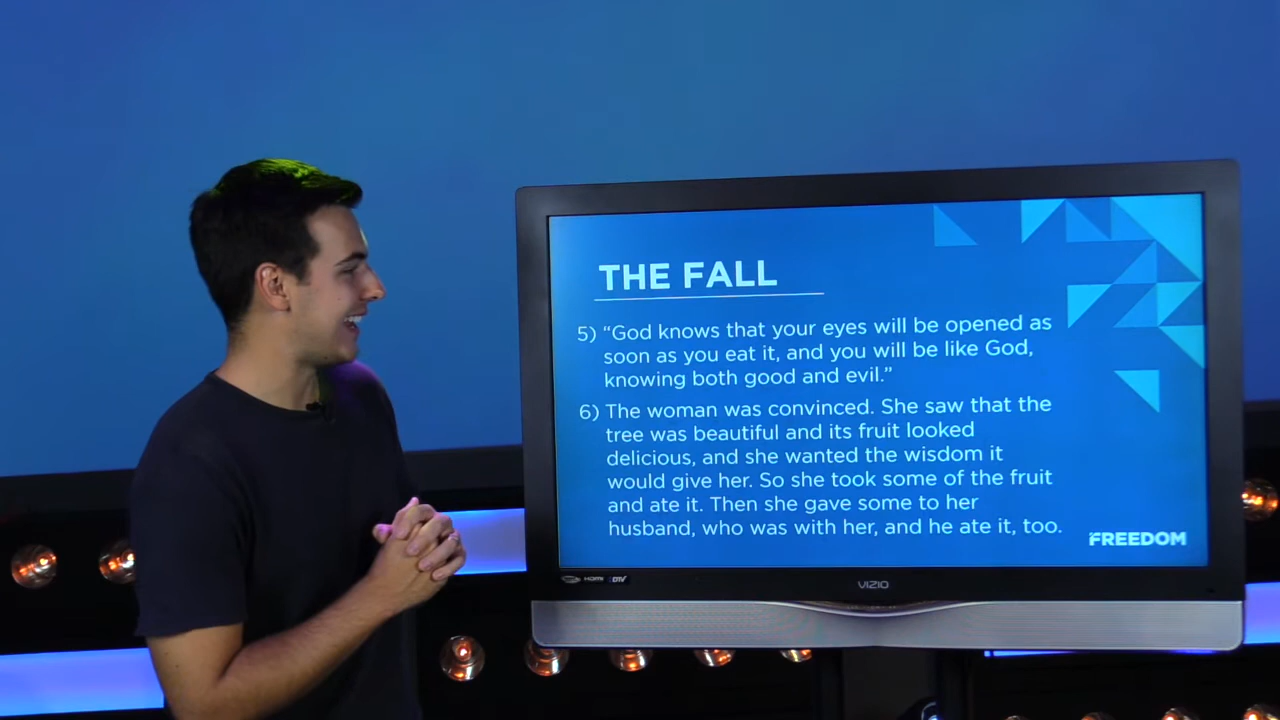 THE FALL
5) “God knows that your eyes will be opened as
soon as you eat it, and you will be like God,
knowing both good and evil.”
6) The woman was convinced. She saw that the
tree was beautiful and its fruit looked
delicious, and she wanted the wisdom it
would give her. So she took some of the fruit
and ate it. Then she gave some to her
husband, who was with her, and he ate it, too.
FREEDOM
HDMI DTV
VIZIO